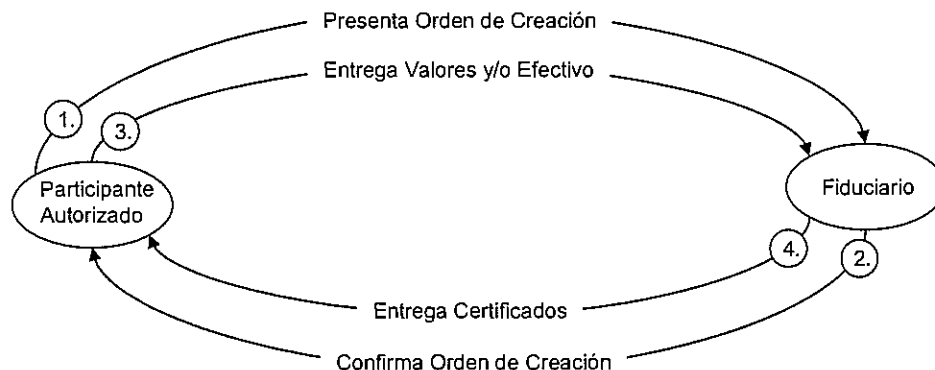 Presenta Orden de Creación
Entrega Valores y/o Efectivo
1.
3.
Participante
Autorizado
Fiduciario
4.
2.
Entrega Certificados
Confirma Orden de Creación